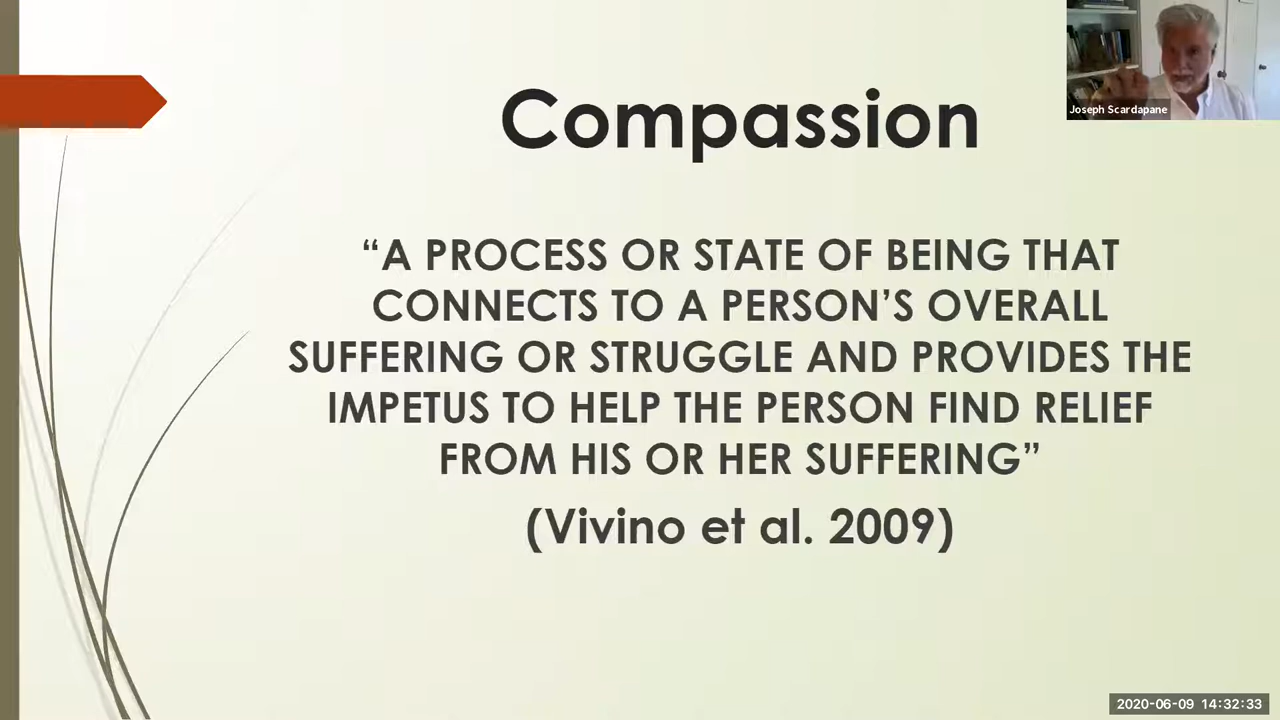 Compassion
Joseph Scardapane
“A PROCESS OR STATE OF BEING THAT
CONNECTS TO A PERSON’S OVERALL
SUFFERING OR STRUGGLE AND PROVIDES THE
IMPETUS TO HELP THE PERSON FIND RELIEF
FROM HIS OR HER SUFFERING”
(Vivino et al. 2009)
2020-06-09 14:32:33